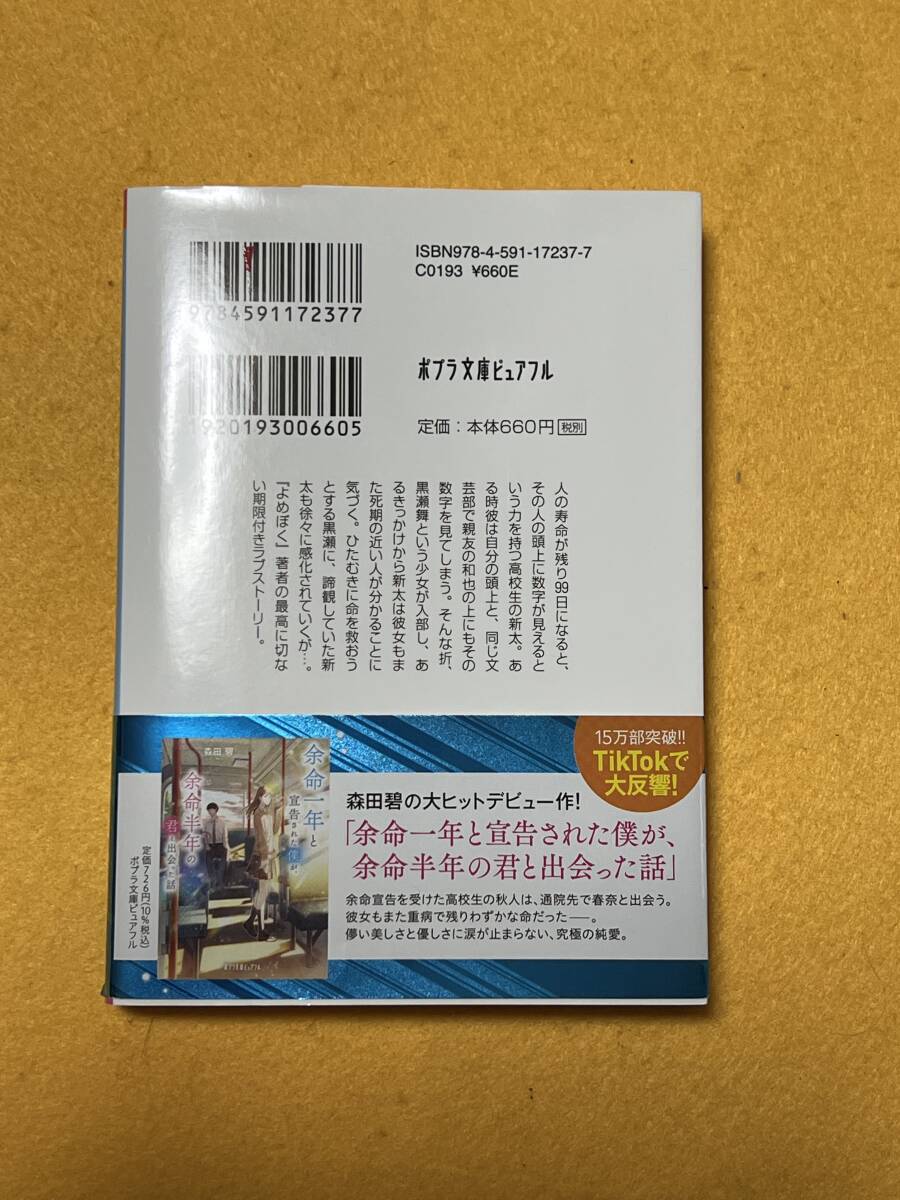 ISBN978-4-591-17237-7
C0193 ¥660E
9784591172377
1920193006605
ポプラ文庫ピュアフル
定価：本体660円 税別
人の寿命が残り99日になると、
その人の頭上に数字が見えると
いう力を持つ高校生の新太。あ
る時彼は自分の頭上と、同じ文
芸部で親友の和也の上にもその
数字を見てしまう。そんな折、
黒瀬舞という少女が入部し、あ
るきっかけから新太は彼女もま
た死期の近い人が分かることに
気づく。ひたむきに命を救おう
とする黒瀬に、諦観していた新
太も徐々に感化されていくが…。
『よめぼく』著者の最高に切な
い期限付きラブストーリー。
15万部突破!!
TikTokで
大反響！
森田碧の大ヒットデビュー作！
「余命一年と宣告された僕が、
余命半年の君と出会った話」
余命宣告を受けた高校生の秋人は、通院先で春奈と出会う。
彼女もまた重病で残りわずかな命だった──。
儚い美しさと優しさに涙が止まらない、究極の純愛。
森田 碧
余命一年と
宣告された僕が、
余命半年の
君と出会った話
ポプラ文庫ピュアフル
定価726円（10％税込）
ポプラ文庫ピュアフル